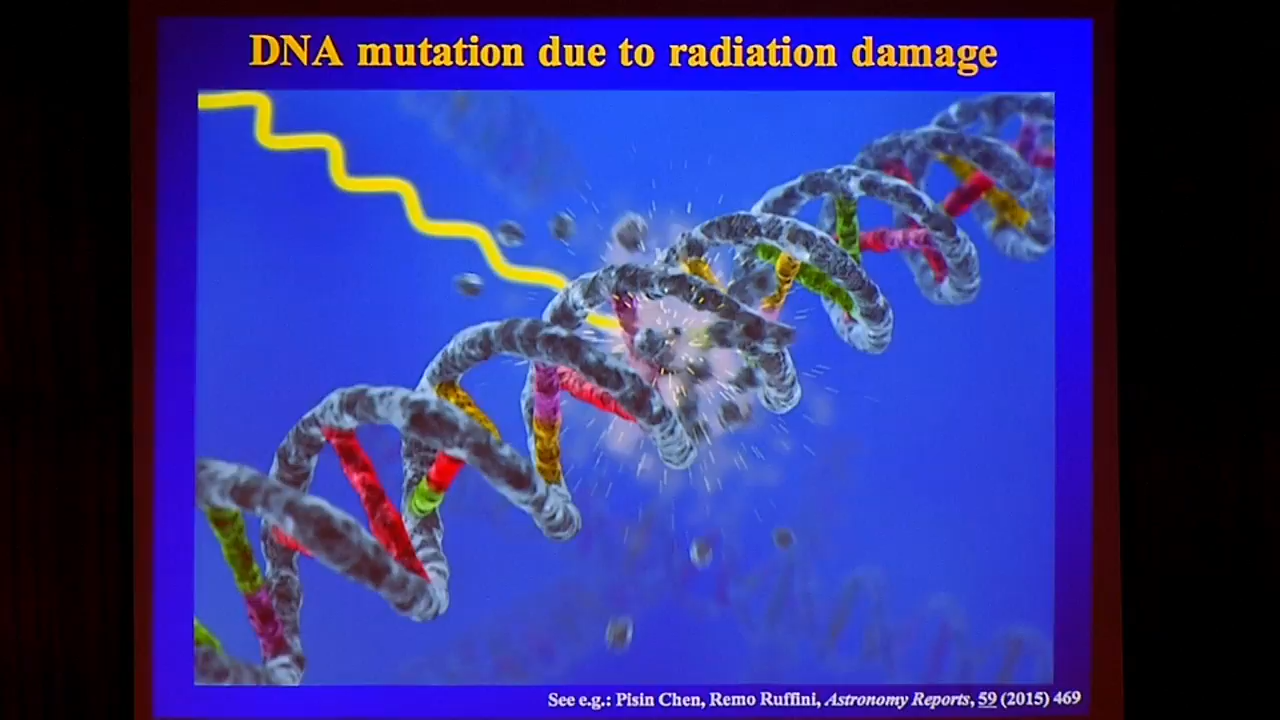 DNA mutation due to radiation damage
See e.g.: Pisin Chen, Remo Ruffini, Astronomy Reports, 59 (2015) 469